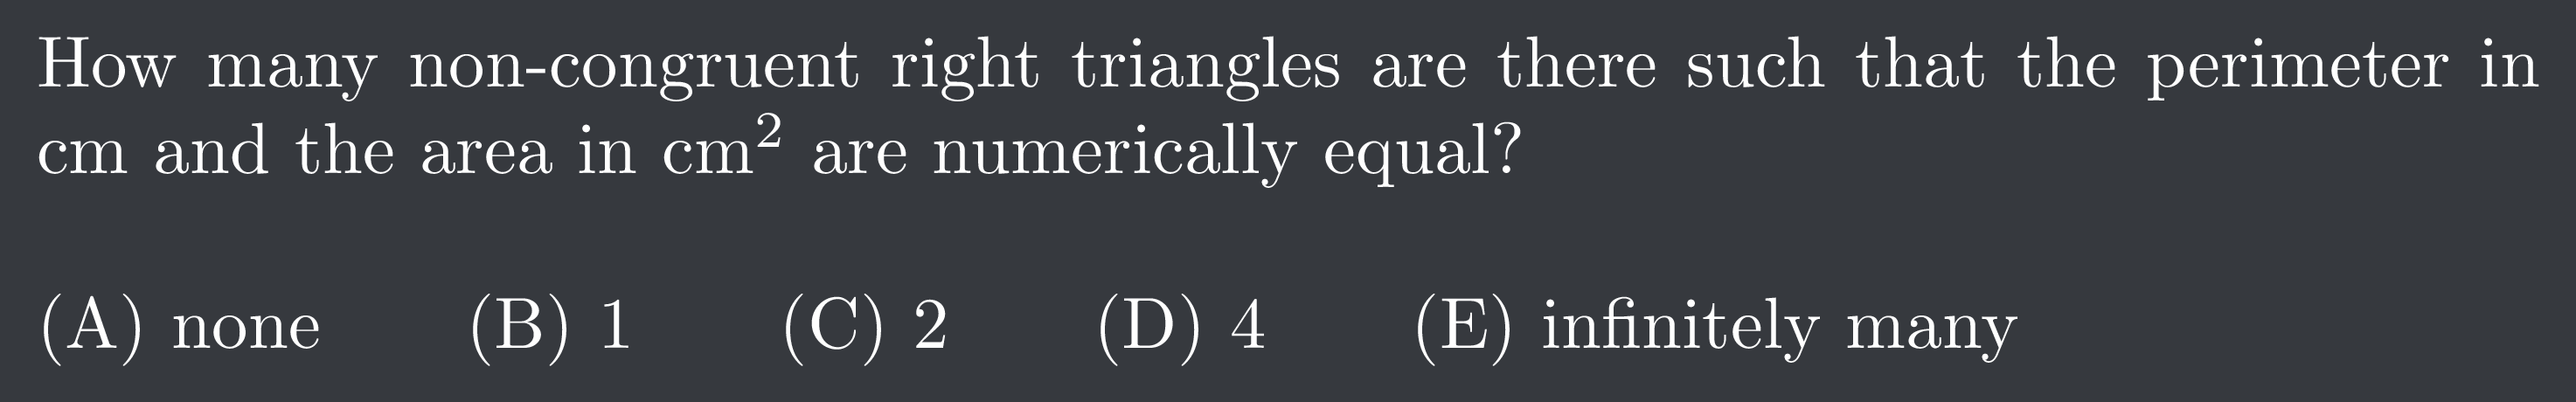 How many non-congruent right triangles are there such that the perimeter in
cm and the area in cm² are numerically equal?
(A) none (B) 1 (C) 2 (D) 4 (E) infinitely many